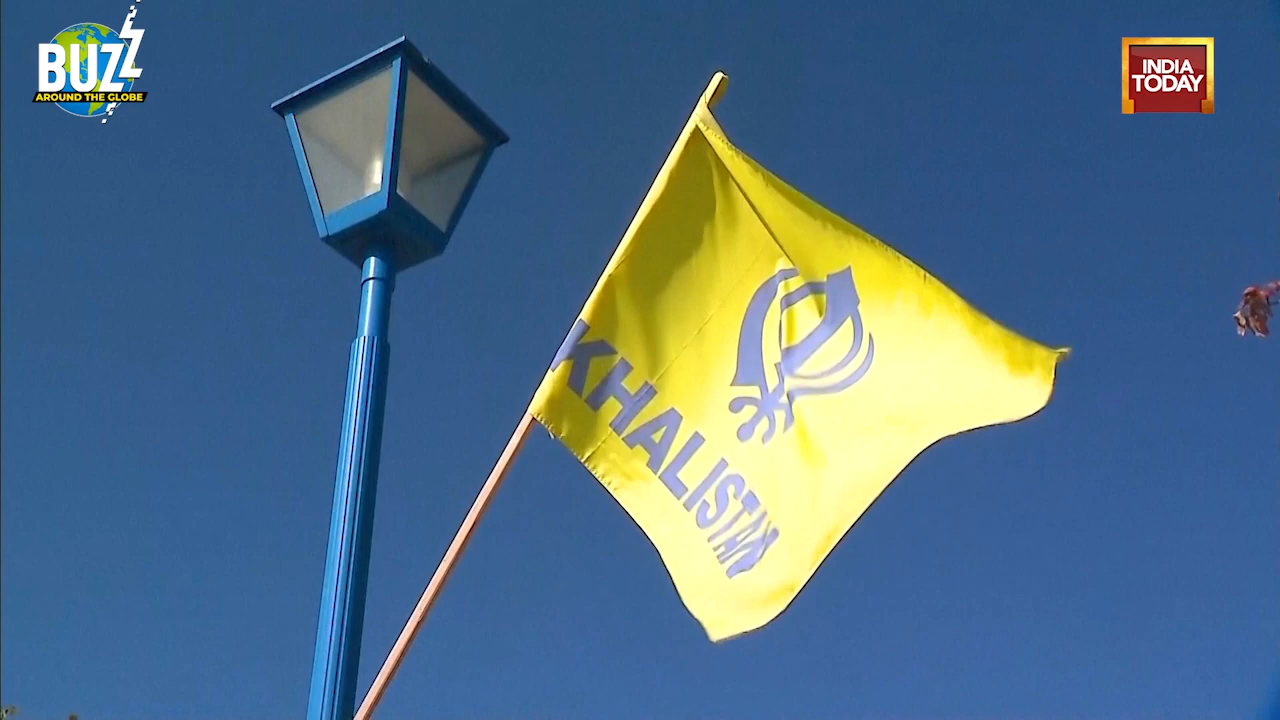 BUZZ
AROUND THE GLOBE
INDIA
TODAY
KHALISTAN